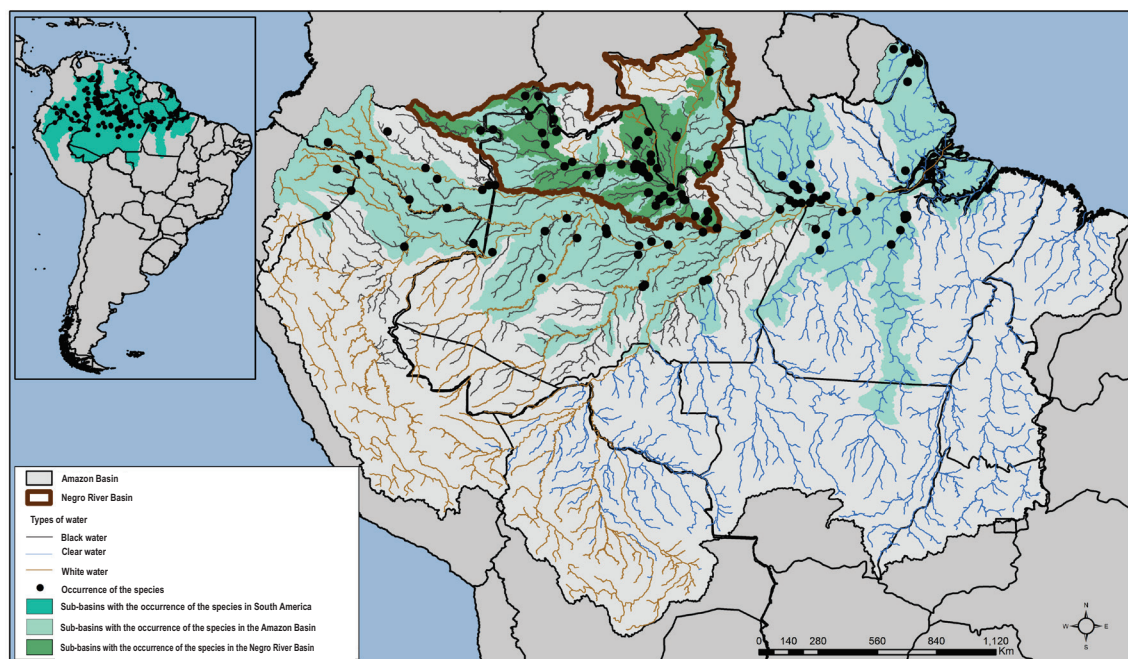 Amazon Basin
Negro River Basin
Types of water
Black water
Clear water
White water
Occurrence of the species
Sub-basins with the occurrence of the species in South America
Sub-basins with the occurrence of the species in the Amazon Basin
Sub-basins with the occurrence of the species in the Negro River Basin
N
W E
S
0 140 280 560 840 1,120
Km